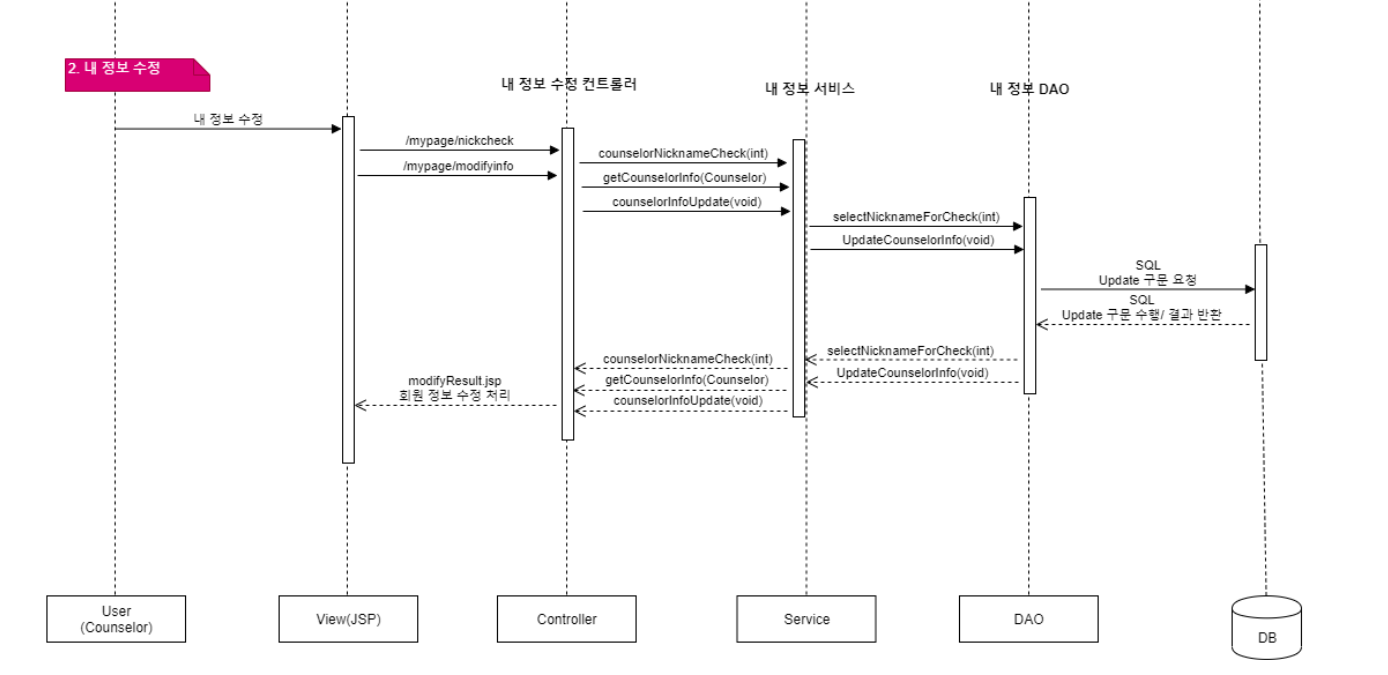 2. 내 정보 수정
내 정보 수정 컨트롤러
내 정보 서비스
내 정보 DAO
내 정보 수정
/mypage/nickcheck
/mypage/modifyinfo
counselorNicknameCheck(int)
getCounselorInfo(Counselor)
counselorInfoUpdate(void)
selectNicknameForCheck(int)
UpdateCounselorInfo(void)
SQL
Update 구문 요청
SQL
Update 구문 수행/ 결과 반환
selectNicknameForCheck(int)
UpdateCounselorInfo(void)
counselorNicknameCheck(int)
getCounselorInfo(Counselor)
counselorInfoUpdate(void)
modifyResult.jsp
회원 정보 수정 처리
User
(Counselor)
View(JSP)
Controller
Service
DAO
DB